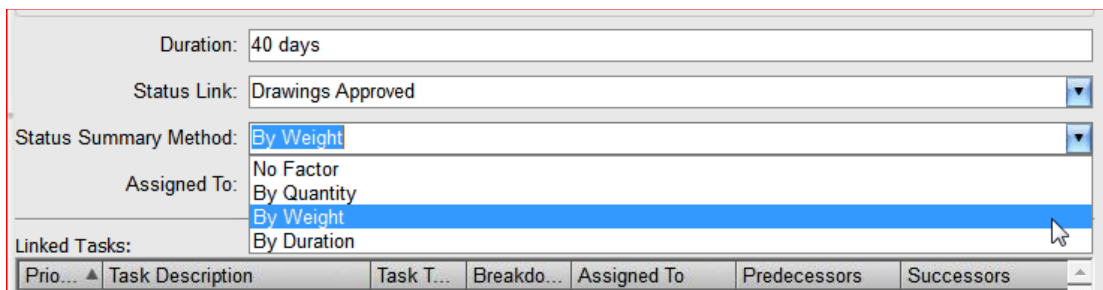 Duration: 40 days
Status Link: Drawings Approved
Status Summary Method: By Weight
No Factor
Assigned To:
By Quantity
By Weight
By Duration
Linked Tasks:
Prio... Task Description Task T... Breakdo... Assigned To Predecessors Successors